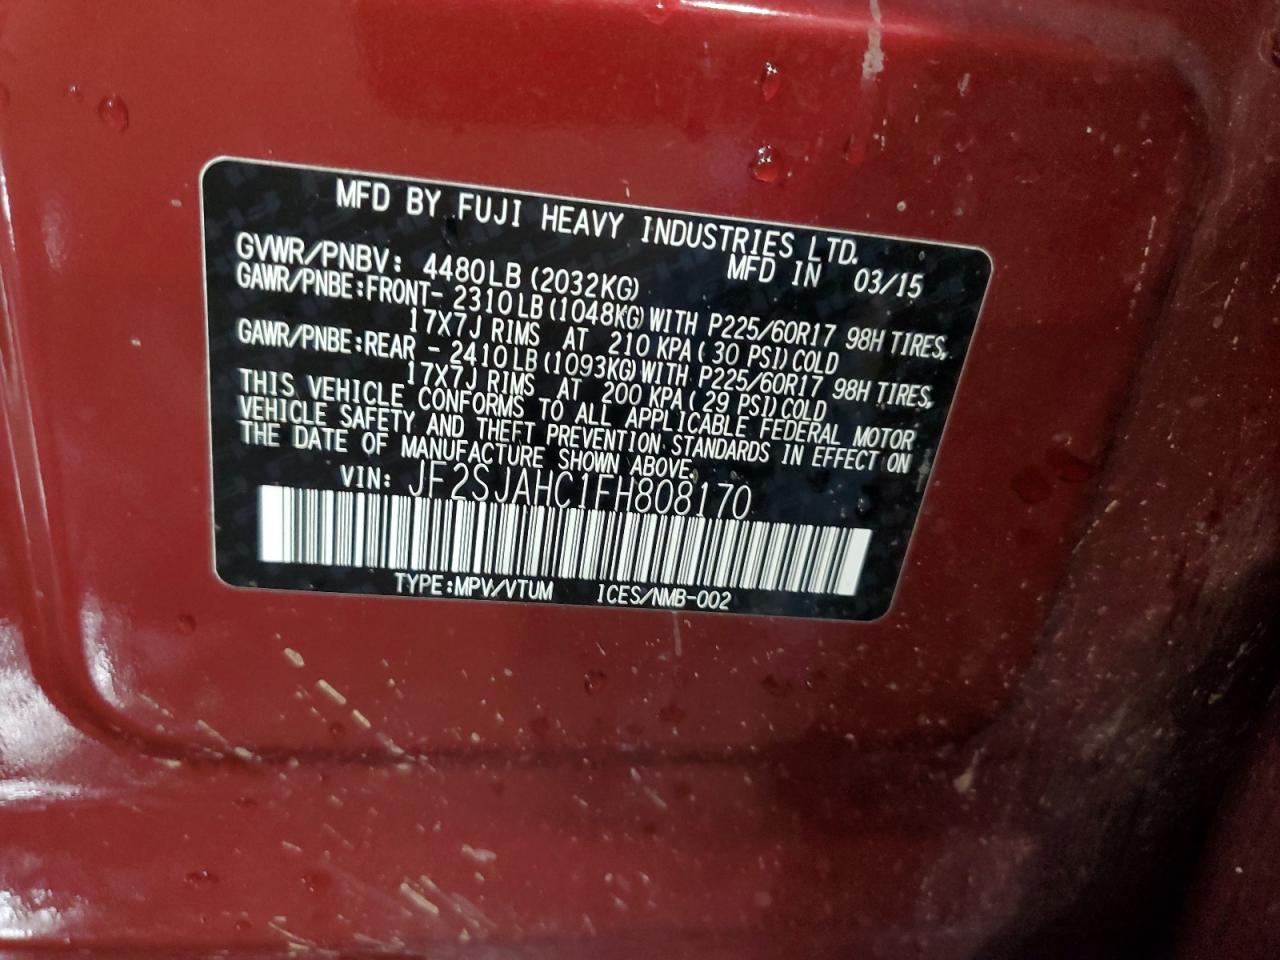 MFD BY FUJI HEAVY INDUSTRIES LTD.
GVWR/PNBV: 4480LB (2032KG) MFD IN 03/15
GAWR/PNBE:FRONT- 2310LB (1048KG) WITH P225/60R17 98H TIRES,
17X7J RIMS AT 210 KPA ( 30 PSI) COLD
GAWR/PNBE:REAR - 2410LB (1093KG) WITH P225/60R17 98H TIRES,
17X7J RIMS AT 200 KPA ( 29 PSI) COLD
THIS VEHICLE CONFORMS TO ALL APPLICABLE FEDERAL MOTOR
VEHICLE SAFETY AND THEFT PREVENTION STANDARDS IN EFFECT ON
THE DATE OF MANUFACTURE SHOWN ABOVE.
VIN: JF2SJAHC1FH808170
TYPE:MPV/VTUM ICES/NMB-002